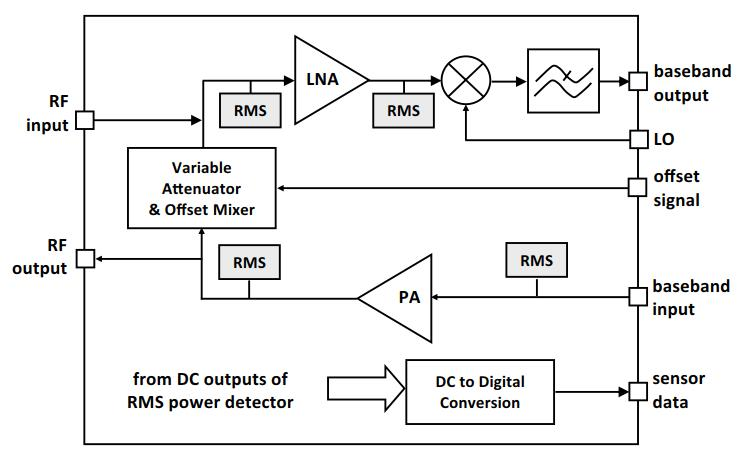 baseband
output
LNA
RF
input
RMS
RMS
LO
Variable
Attenuator
& Offset Mixer
offset
signal
RF
output
RMS
RMS
PA
baseband
input
from DC outputs of
RMS power detector
DC to Digital
Conversion
sensor
data